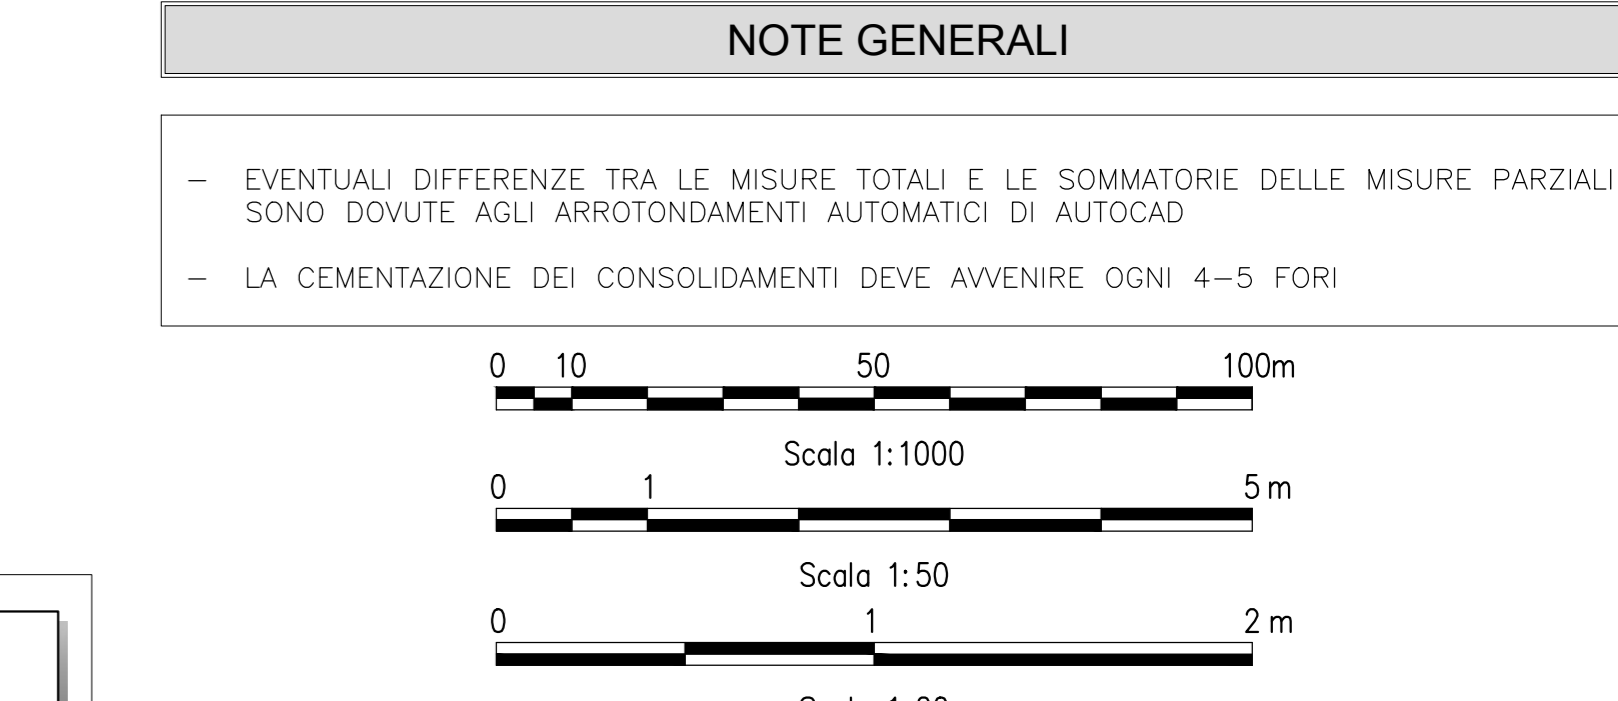 NOTE GENERALI
– EVENTUALI DIFFERENZE TRA LE MISURE TOTALI E LE SOMMATORIE DELLE MISURE PARZIALI
SONO DOVUTE AGLI ARROTONDAMENTI AUTOMATICI DI AUTOCAD
– LA CEMENTAZIONE DEI CONSOLIDAMENTI DEVE AVVENIRE OGNI 4–5 FORI
0 10 50 100m
Scala 1:1000
0 1 5 m
Scala 1:50
0 1 2 m